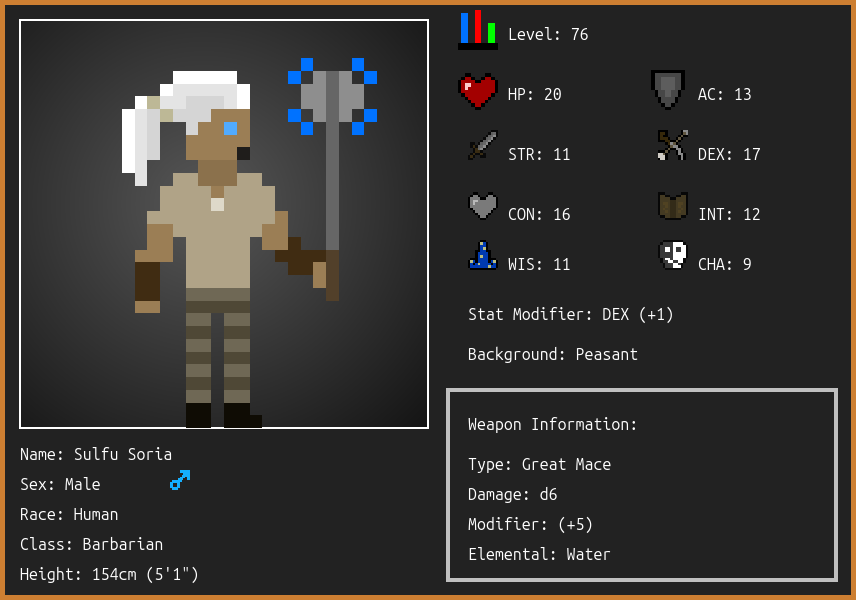 Level: 76
HP: 20
AC: 13
STR: 11
DEX: 17
CON: 16
INT: 12
WIS: 11
CHA: 9
Stat Modifier: DEX (+1)
Background: Peasant
Weapon Information:
Type: Great Mace
Damage: d6
Modifier: (+5)
Elemental: Water
Name: Sulfu Soria
Sex: Male
Race: Human
Class: Barbarian
Height: 154cm (5'1")